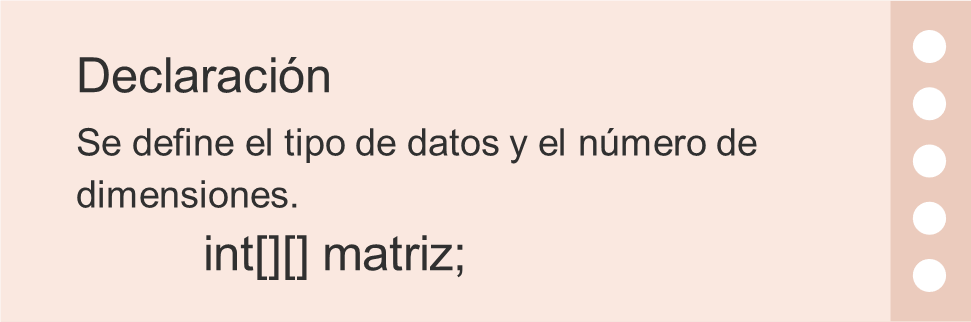 Declaración
Se define el tipo de datos y el número de
dimensiones.
int[][] matriz;